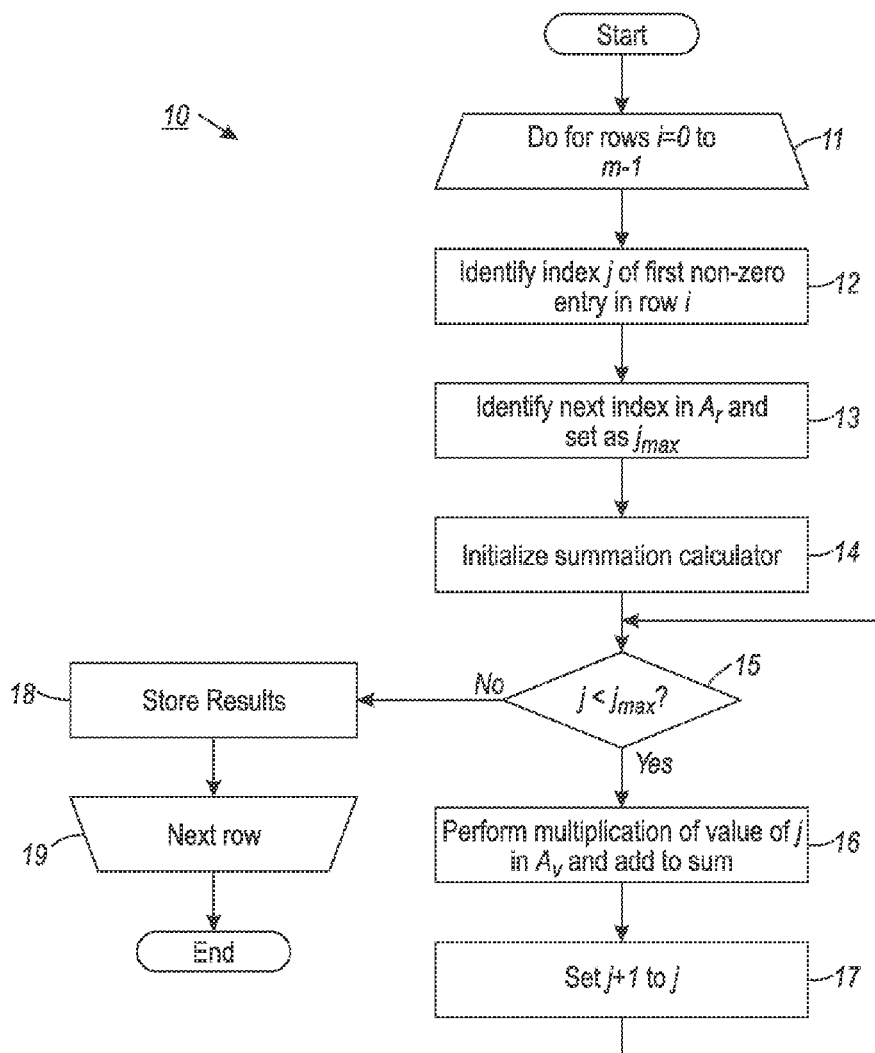 Start
10
Do for rows i=0 to
m-1
11
Identify index j of first non-zero
entry in row i
12
Identify next index in Ar and
set as jmax
13
Initialize summation calculator
14
15
j < jmax?
No
Yes
18
Store Results
19
Next row
End
Perform multiplication of value of j
in Av and add to sum
16
Set j+1 to j
17